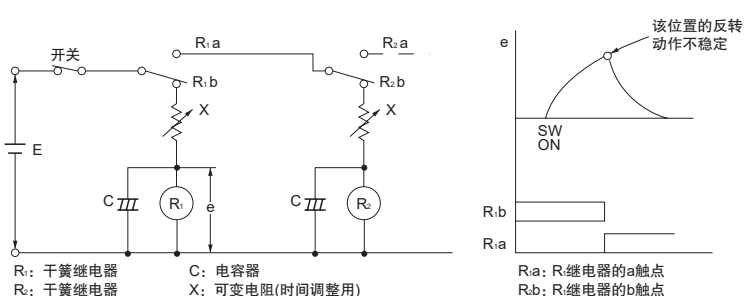 开关
R₁a
R₂a
R₁b
R₂b
X
X
E
C
R₁
e
C
R₂
R₁：干簧继电器
R₂：干簧继电器
C：电容器
X：可变电阻(时间调整用)
e
该位置的反转
动作不稳定
SW
ON
R₁b
R₁a
R₁a：R₁继电器的a触点
R₂b：R₁继电器的b触点